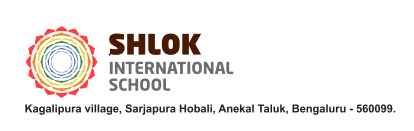 SHLOK
INTERNATIONAL
SCHOOL
Kagalipura village, Sarjapura Hobali, Anekal Taluk, Bengaluru - 560099.